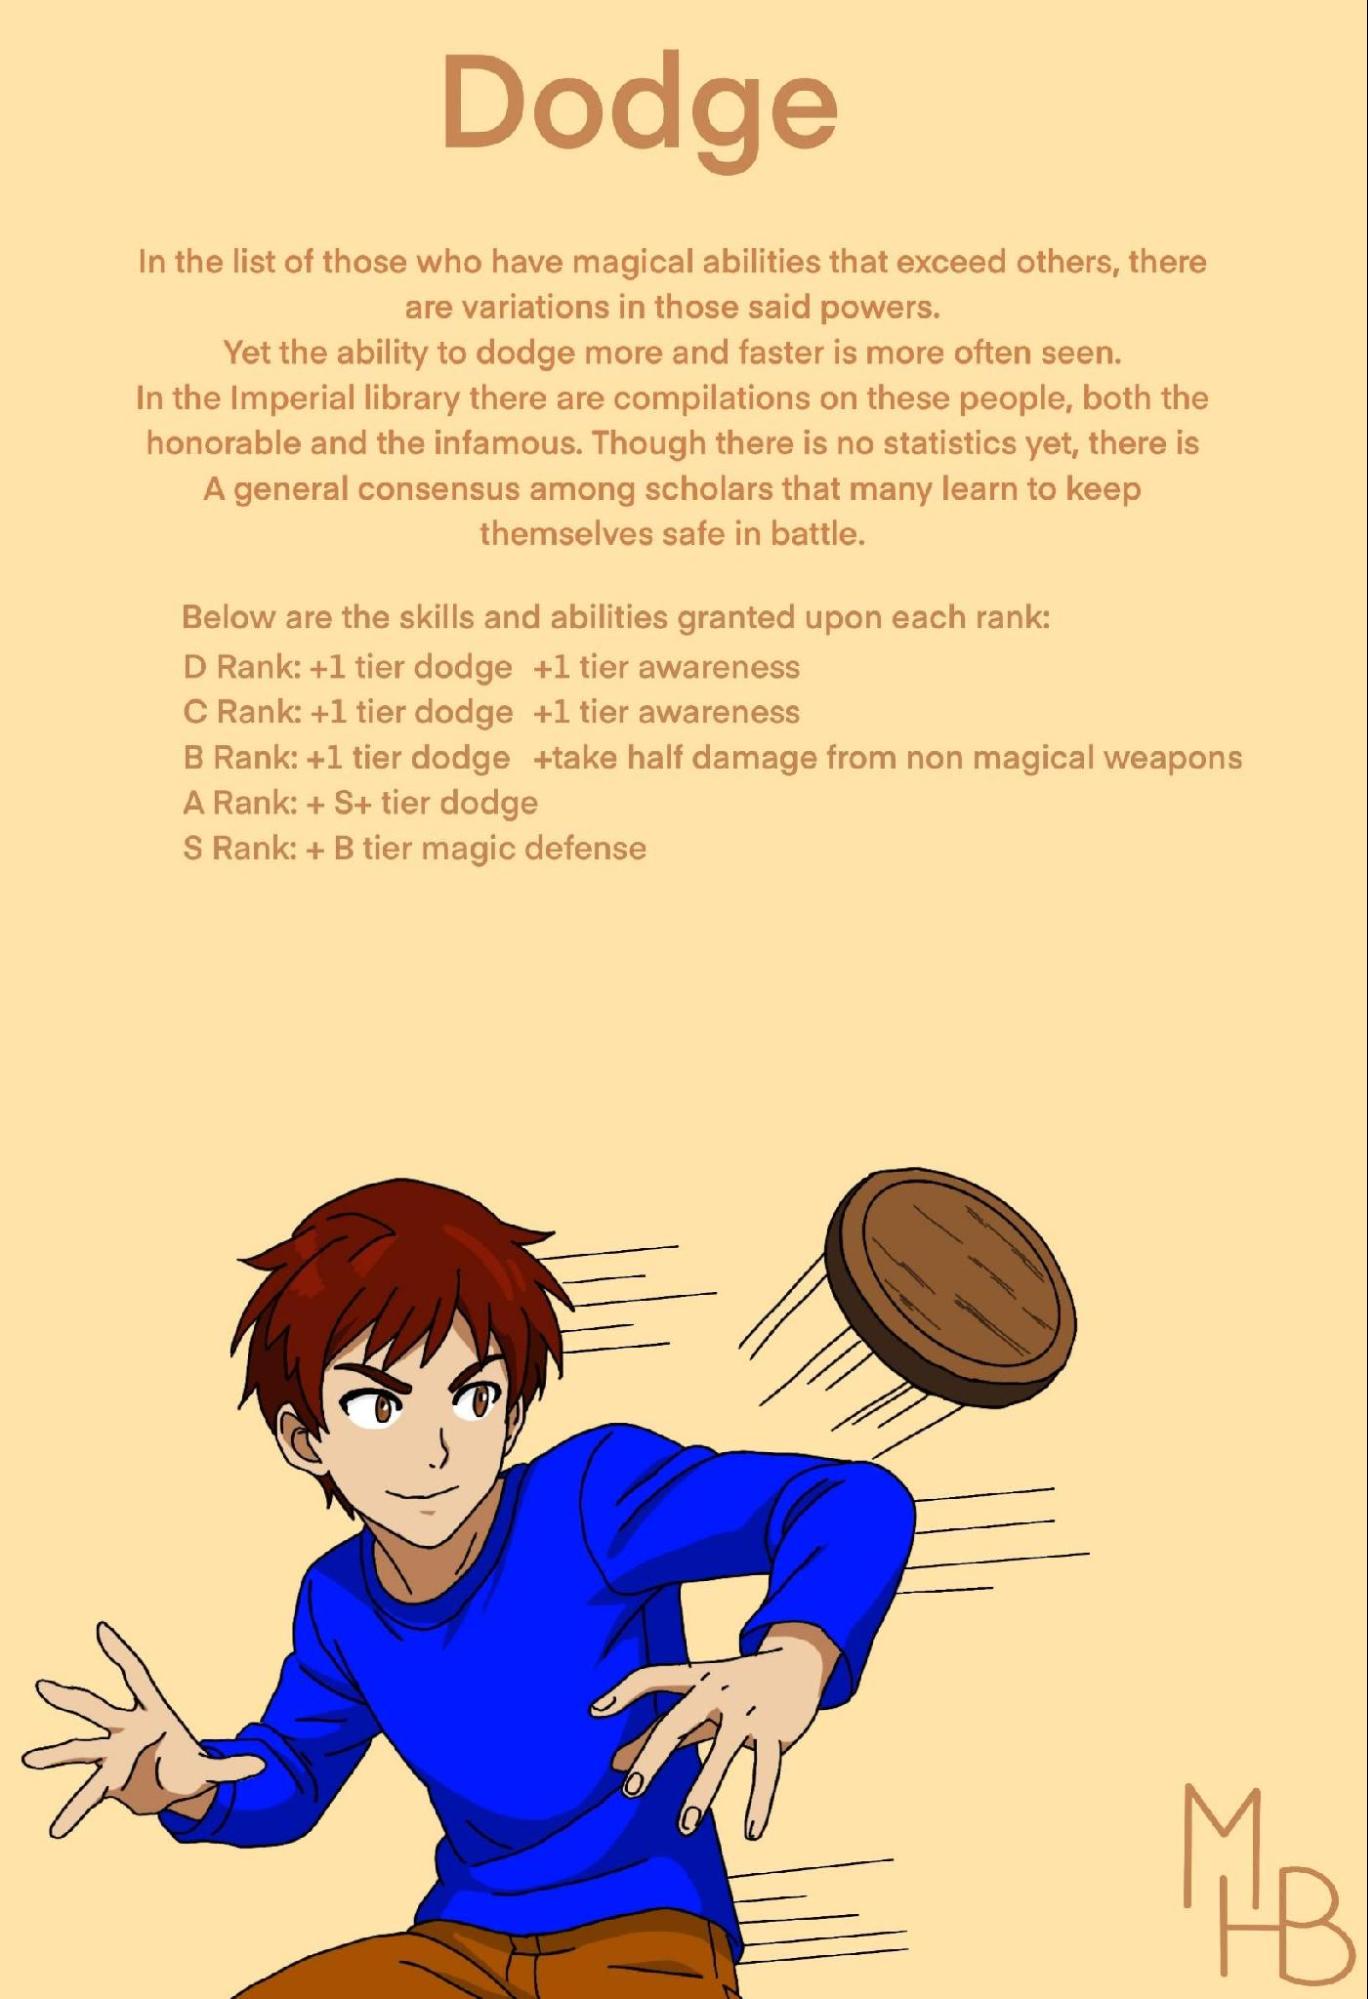 Dodge
In the list of those who have magical abilities that exceed others, there
are variations in those said powers.
Yet the ability to dodge more and faster is more often seen.
In the Imperial library there are compilations on these people, both the
honorable and the infamous. Though there is no statistics yet, there is
A general consensus among scholars that many learn to keep
themselves safe in battle.
Below are the skills and abilities granted upon each rank:
D Rank: +1 tier dodge +1 tier awareness
C Rank: +1 tier dodge +1 tier awareness
B Rank: +1 tier dodge +take half damage from non magical weapons
A Rank: + S+ tier dodge
S Rank: + B tier magic defense
MHB